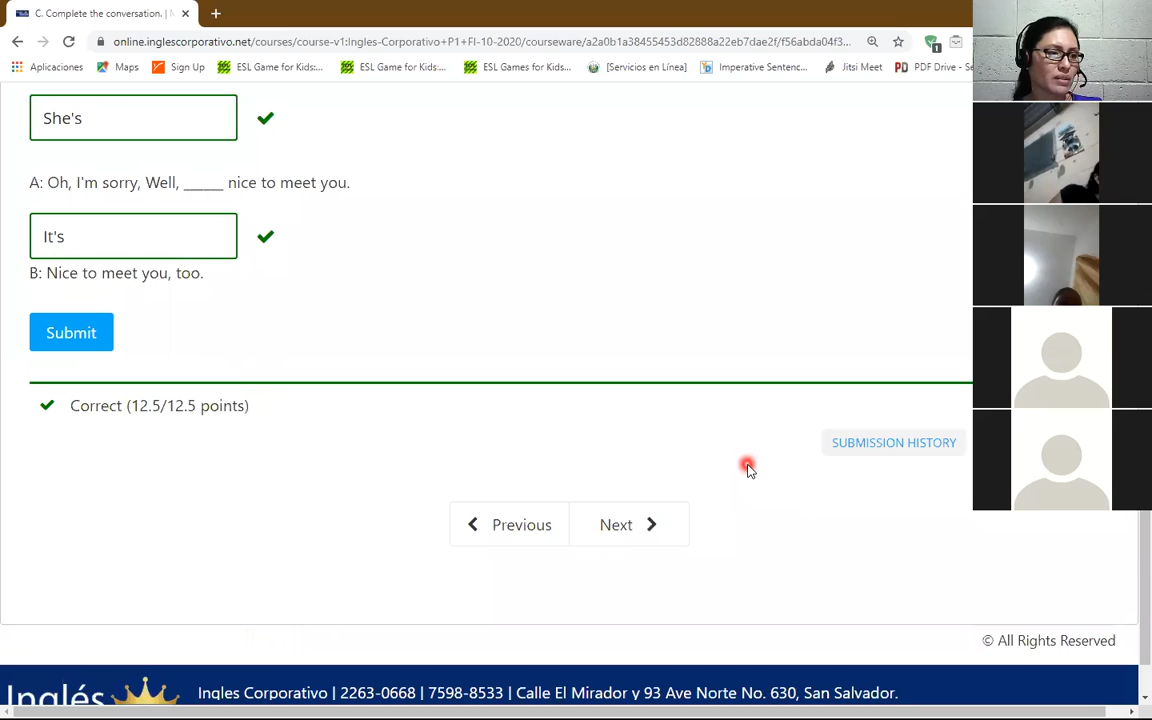 C. Complete the conversation. |
online.inglescorporativo.net/courses/course-v1:Ingles-Corporativo+P1+FI-10-2020/courseware/a2a0b1a38455453d82888a22eb7dae2f/f56abda04f3...
1
Aplicaciones
Maps
Sign Up
ESL Game for Kids:...
ESL Game for Kids:...
ESL Games for Kids...
[Servicios en Línea]
Imperative Sentenc...
Jitsi Meet
PDF Drive - Se
She's
A: Oh, I'm sorry, Well, _____ nice to meet you.
It's
B: Nice to meet you, too.
Submit
Correct (12.5/12.5 points)
SUBMISSION HISTORY
Previous
Next
© All Rights Reserved
Inglés
Ingles Corporativo | 2263-0668 | 7598-8533 | Calle El Mirador y 93 Ave Norte No. 630, San Salvador.